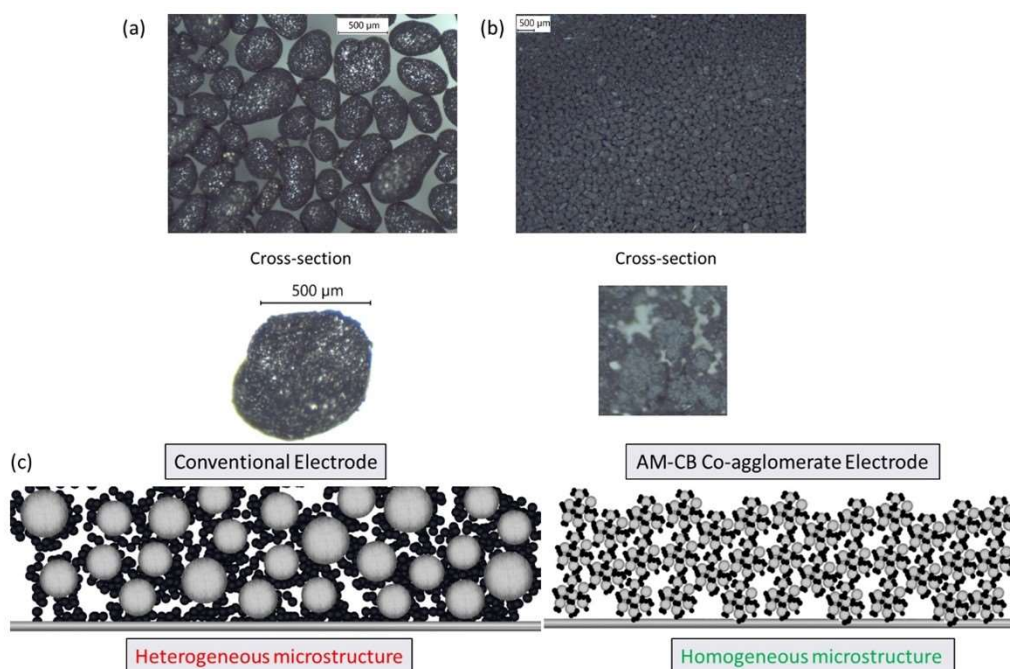 (a)
500 µm
(b)
500 µm
Cross-section
Cross-section
500 µm
Conventional Electrode
AM-CB Co-agglomerate Electrode
(c)
Heterogeneous microstructure
Homogeneous microstructure